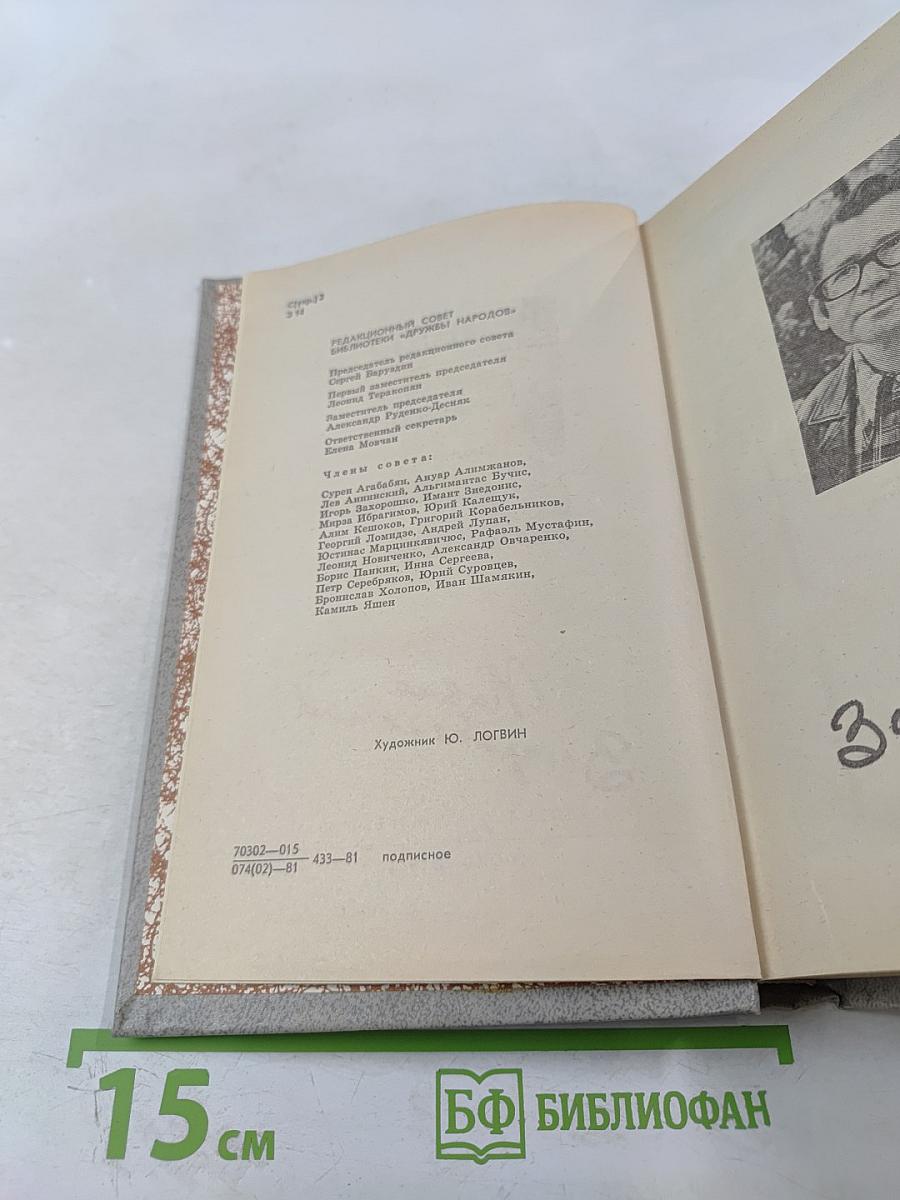 С(укр)2
З 14
РЕДАКЦИОННЫЙ СОВЕТ
БИБЛИОТЕКИ «ДРУЖБЫ НАРОДОВ»
Председатель редакционного совета
Сергей Баруздин
Первый заместитель председателя
Леонид Теракопян
Заместитель председателя
Александр Руденко-Десняк
Ответственный секретарь
Елена Мовчан
Члены совета:
Сурен Агабабян, Ануар Алимжанов,
Лев Аннинский, Альгимантас Бучис,
Игорь Захорошко, Имант Зиедонис,
Мирза Ибрагимов, Юрий Калещук,
Алим Кешоков, Григорий Корабельников,
Георгий Ломидзе, Андрей Лупан,
Юстинас Марцинкявичюс, Рафаэль Мустафин,
Леонид Новиченко, Александр Овчаренко,
Борис Панкин, Инна Сергеева,
Петр Серебряков, Юрий Суровцев,
Бронислав Холопов, Иван Шамякин,
Камиль Яшен
Художник Ю. ЛОГВИН
70302—015
074(02)—81
433—81 подписное
15 см
БФ БИБЛИОФАН